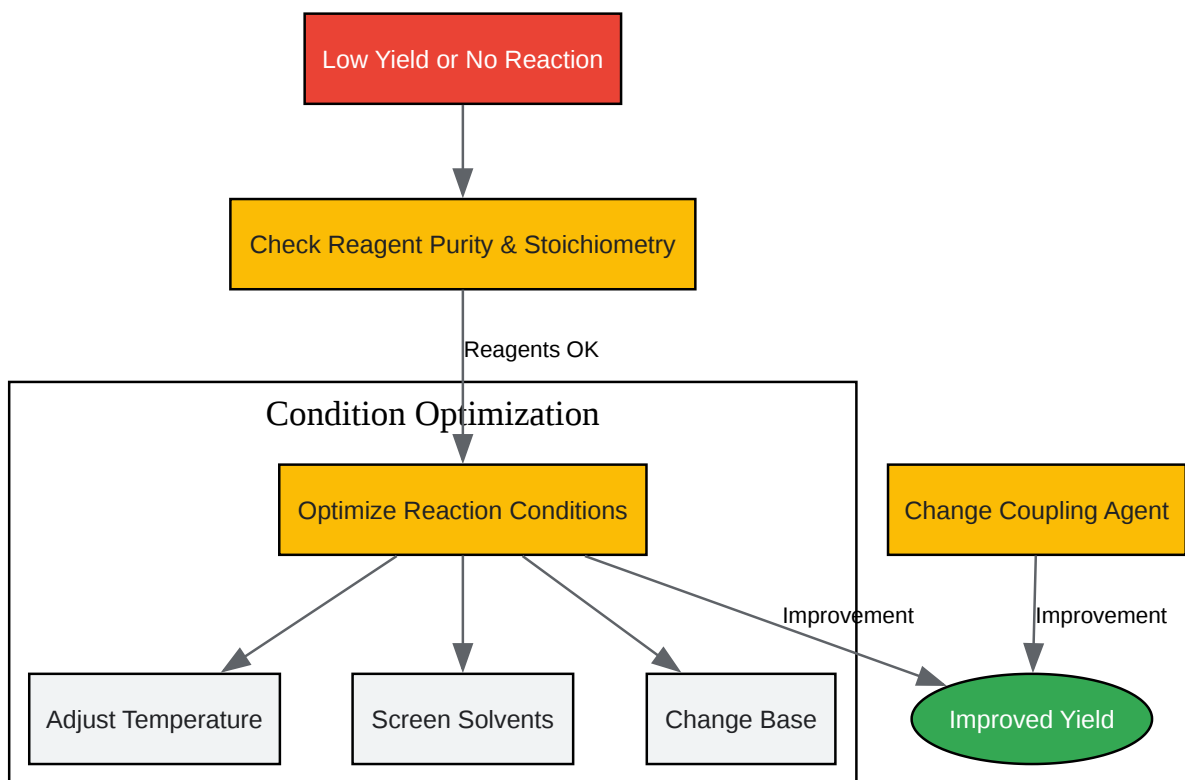 Low Yield or No Reaction
Check Reagent Purity & Stoichiometry
Reagents OK
Condition Optimization
Optimize Reaction Conditions
Change Coupling Agent
Improvement
Improvement
Adjust Temperature
Screen Solvents
Change Base
Improved Yield